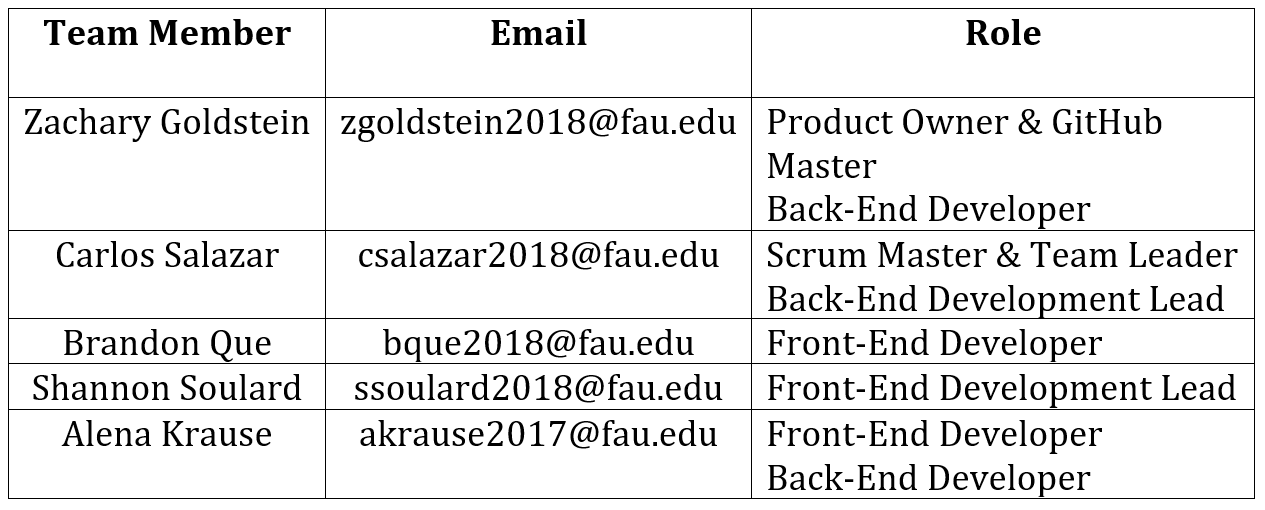 Team Member Email Role
Zachary Goldstein zgoldstein2018@fau.edu Product Owner & GitHub
Master
Back-End Developer
Carlos Salazar csalazar2018@fau.edu Scrum Master & Team Leader
Back-End Development Lead
Brandon Que bque2018@fau.edu Front-End Developer
Shannon Soulard ssoulard2018@fau.edu Front-End Development Lead
Alena Krause akrause2017@fau.edu Front-End Developer
Back-End Developer